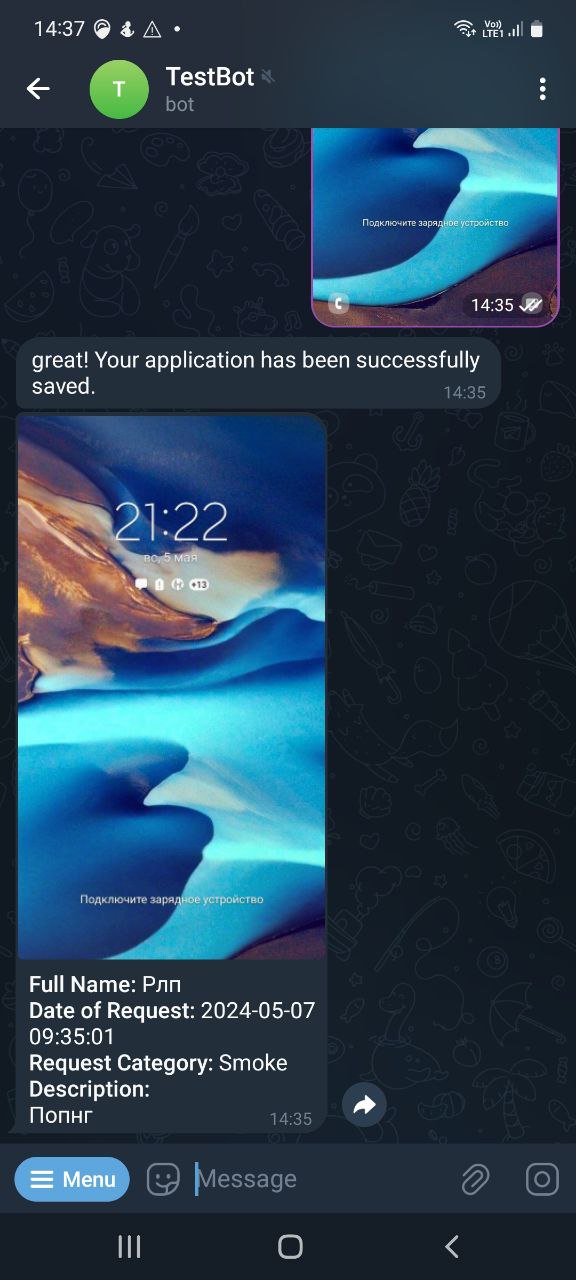 14:37
Vo)) LTE1
T
TestBot
bot
Подключите зарядное устройство
14:35
great! Your application has been successfully
saved.
14:35
21:22
вс, 5 мая
+13
Подключите зарядное устройство
Full Name: Рлп
Date of Request: 2024-05-07
09:35:01
Request Category: Smoke
Description:
Попнг
14:35
Menu
Message